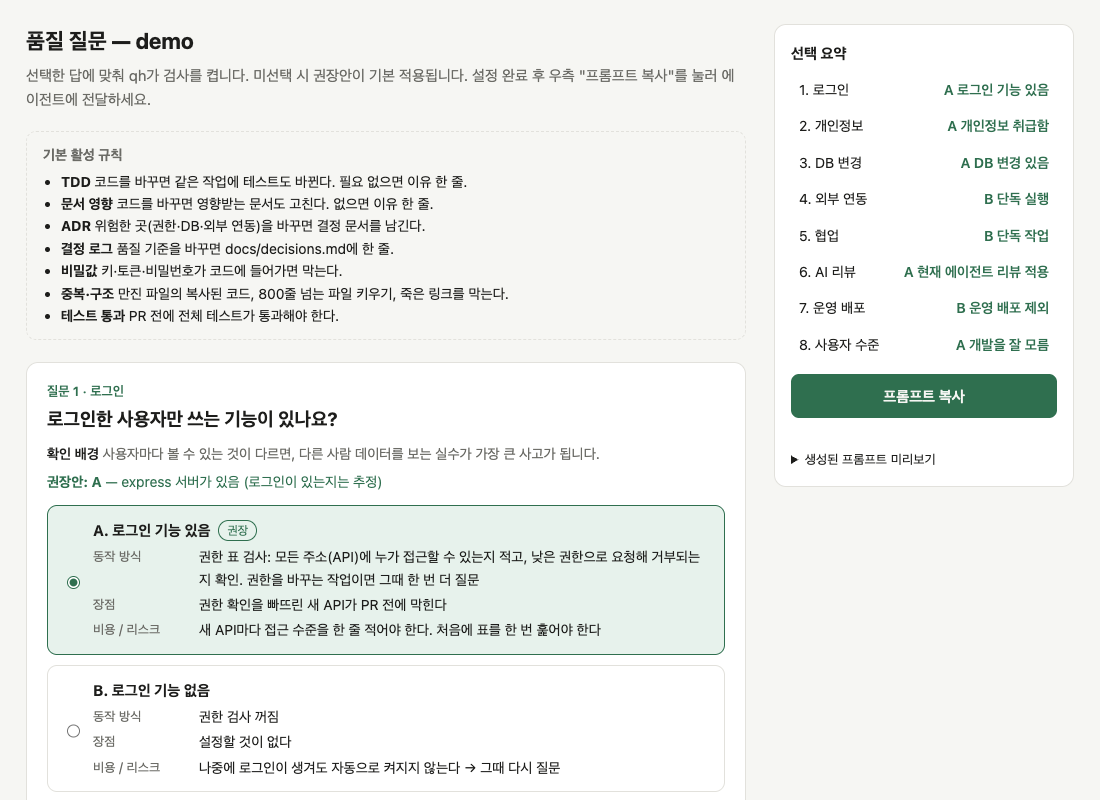 품질 질문 — demo
선택한 답에 맞춰 qh가 검사를 켭니다. 미선택 시 권장안이 기본 적용됩니다. 설정 완료 후 우측 "프롬프트 복사"를 눌러 에
이전트에 전달하세요.
기본 활성 규칙
• TDD 코드를 바꾸면 같은 작업에 테스트도 바뀐다. 필요 없으면 이유 한 줄.
• 문서 영향 코드를 바꾸면 영향받는 문서도 고친다. 없으면 이유 한 줄.
• ADR 위험한 곳(권한·DB·외부 연동)을 바꾸면 결정 문서를 남긴다.
• 결정 로그 품질 기준을 바꾸면 docs/decisions.md에 한 줄.
• 비밀값 키·토큰·비밀번호가 코드에 들어가면 막는다.
• 중복·구조 만진 파일의 복사된 코드, 800줄 넘는 파일 키우기, 죽은 링크를 막는다.
• 테스트 통과 PR 전에 전체 테스트가 통과해야 한다.
질문 1 · 로그인
로그인한 사용자만 쓰는 기능이 있나요?
확인 배경 사용자마다 볼 수 있는 것이 다르면, 다른 사람 데이터를 보는 실수가 가장 큰 사고가 됩니다.
권장안: A — express 서버가 있음 (로그인이 있는지는 추정)
A. 로그인 기능 있음 권장
동작 방식 권한 표 검사: 모든 주소(API)에 누가 접근할 수 있는지 적고, 낮은 권한으로 요청해 거부되는
지 확인. 권한을 바꾸는 작업이면 그때 한 번 더 질문
장점 권한 확인을 빠뜨린 새 API가 PR 전에 막힌다
비용 / 리스크 새 API마다 접근 수준을 한 줄 적어야 한다. 처음에 표를 한 번 훑어야 한다
B. 로그인 기능 없음
동작 방식 권한 검사 꺼짐
장점 설정할 것이 없다
비용 / 리스크 나중에 로그인이 생겨도 자동으로 켜지지 않는다 → 그때 다시 질문
선택 요약
1. 로그인 A 로그인 기능 있음
2. 개인정보 A 개인정보 취급함
3. DB 변경 A DB 변경 있음
4. 외부 연동 B 단독 실행
5. 협업 B 단독 작업
6. AI 리뷰 A 현재 에이전트 리뷰 적용
7. 운영 배포 B 운영 배포 제외
8. 사용자 수준 A 개발을 잘 모름
프롬프트 복사
▶ 생성된 프롬프트 미리보기